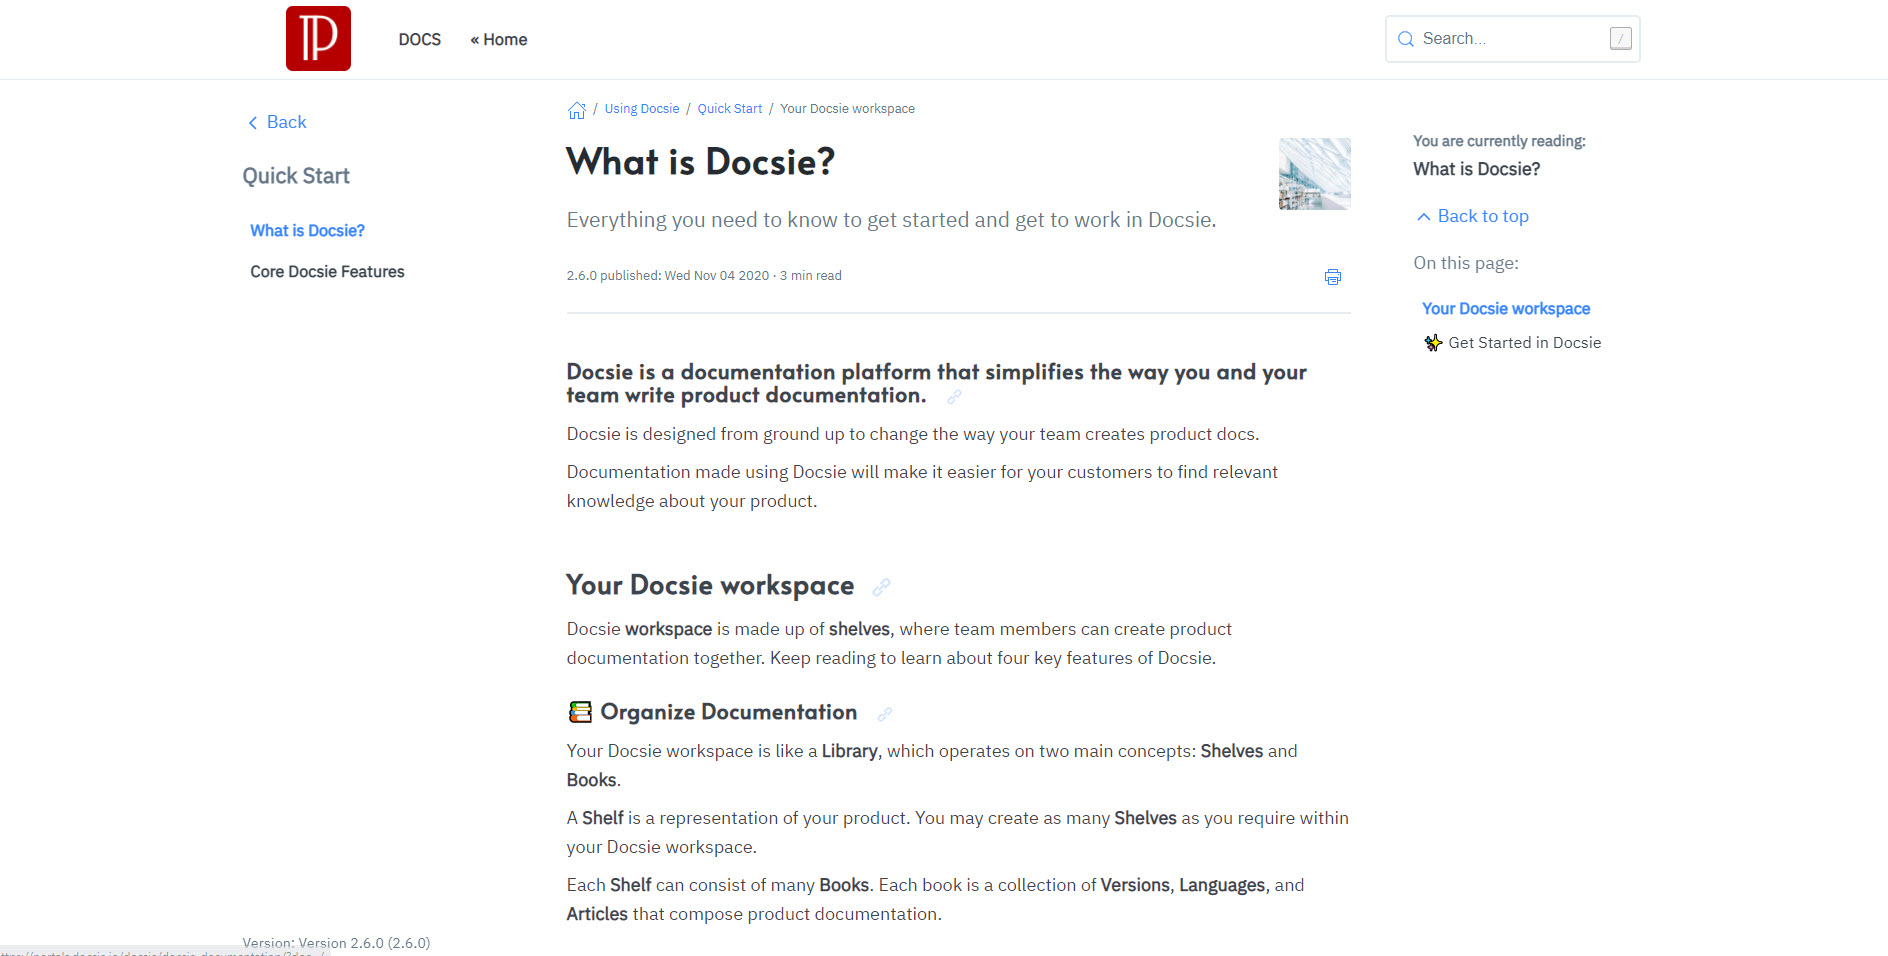 DOCS
« Home
Search...
/
Back
Quick Start
What is Docsie?
Core Docsie Features
Version: Version 2.6.0 (2.6.0)
/ Using Docsie / Quick Start / Your Docsie workspace
What is Docsie?
Everything you need to know to get started and get to work in Docsie.
2.6.0 published: Wed Nov 04 2020 · 3 min read
Docsie is a documentation platform that simplifies the way you and your
team write product documentation.
Docsie is designed from ground up to change the way your team creates product docs.
Documentation made using Docsie will make it easier for your customers to find relevant
knowledge about your product.
Your Docsie workspace
Docsie workspace is made up of shelves, where team members can create product
documentation together. Keep reading to learn about four key features of Docsie.
Organize Documentation
Your Docsie workspace is like a Library, which operates on two main concepts: Shelves and
Books.
A Shelf is a representation of your product. You may create as many Shelves as you require within
your Docsie workspace.
Each Shelf can consist of many Books. Each book is a collection of Versions, Languages, and
Articles that compose product documentation.
You are currently reading:
What is Docsie?
Back to top
On this page:
Your Docsie workspace
✨ Get Started in Docsie